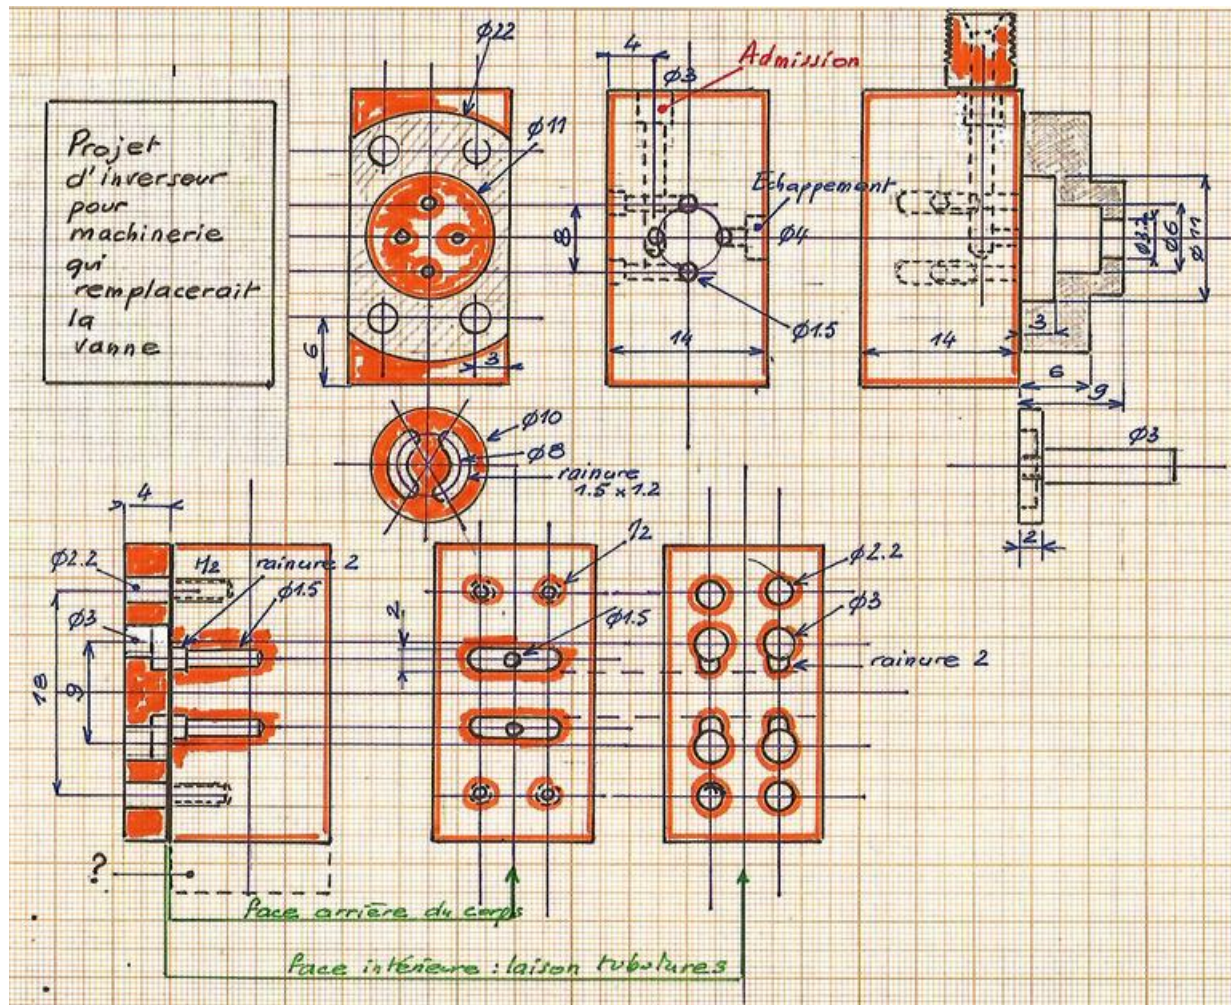 Projet
d'inverseur
pour
machinerie
qui
remplacerait
la
vanne
Ø22
Ø11
6
3
4
Ø3
Admission
Echappement
Ø4
8
Ø1.5
14
14
Ø3.2
Ø6
Ø11
3
6
9
Ø3
2
Ø10
Ø8
rainure
1.5 x 1.2
4
Ø2.2
M2
rainure 2
Ø1.5
Ø3
18
9
?
2
Ø1.5
Ø2.2
Ø3
rainure 2
face arrière du corps
face intérieure : laison tubulures